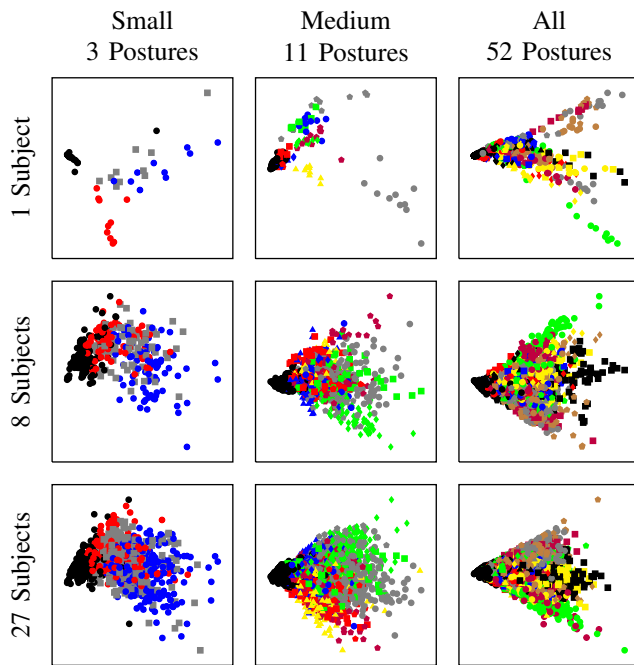 Small
3 Postures
Medium
11 Postures
All
52 Postures
1 Subject
8 Subjects
27 Subjects